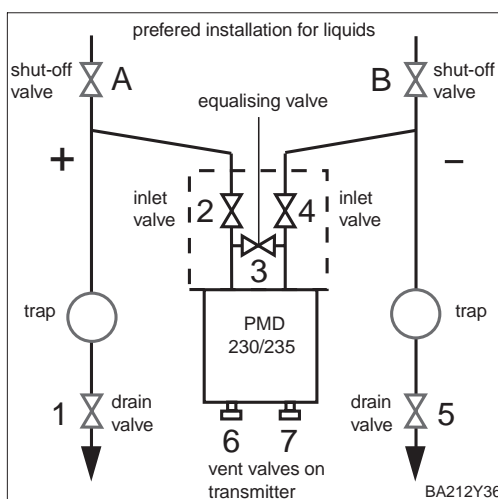 prefered installation for liquids
shut-off
valve
A
B
shut-off
valve
equalising valve
+
–
inlet
valve
2
4
inlet
valve
3
trap
PMD
230/235
trap
1
drain
valve
6
7
drain
valve
5
vent valves on
transmitter
BA212Y36